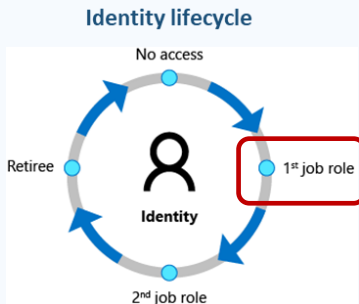 Identity lifecycle
No access
1st job role
Retiree
Identity
2nd job role